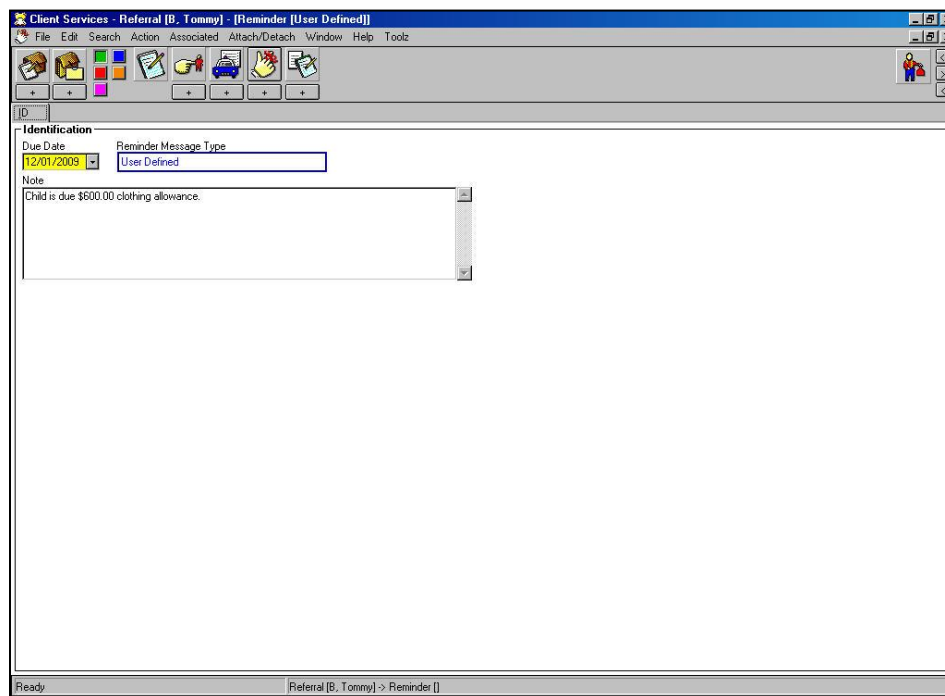 Client Services - Referral [B, Tommy] - [Reminder [User Defined]]
File Edit Search Action Associated Attach/Detach Window Help Toolz
+ + + + + +
ID
Identification
Due Date Reminder Message Type
12/01/2009 User Defined
Note
Child is due $600.00 clothing allowance.
Ready Referral [B, Tommy] -> Reminder []